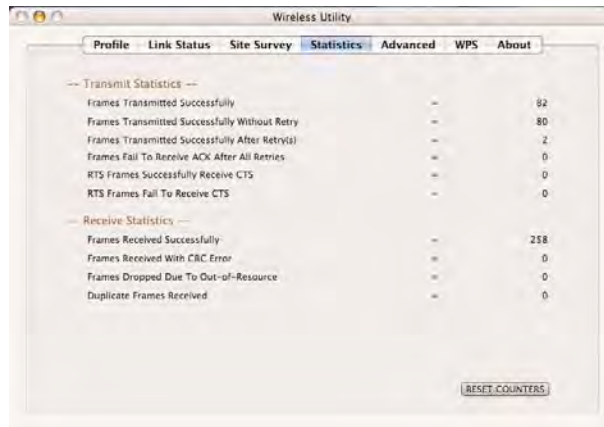 Wireless Utility
Profile Link Status Site Survey Statistics Advanced WPS About
-- Transmit Statistics --
Frames Transmitted Successfully = 82
Frames Transmitted Successfully Without Retry = 80
Frames Transmitted Successfully After Retry(s) = 2
Frames Fail To Receive ACK After All Retries = 0
RTS Frames Successfully Receive CTS = 0
RTS Frames Fail To Receive CTS = 0
-- Receive Statistics --
Frames Received Successfully = 258
Frames Received With CRC Error = 0
Frames Dropped Due To Out-of-Resource = 0
Duplicate Frames Received = 0
RESET COUNTERS